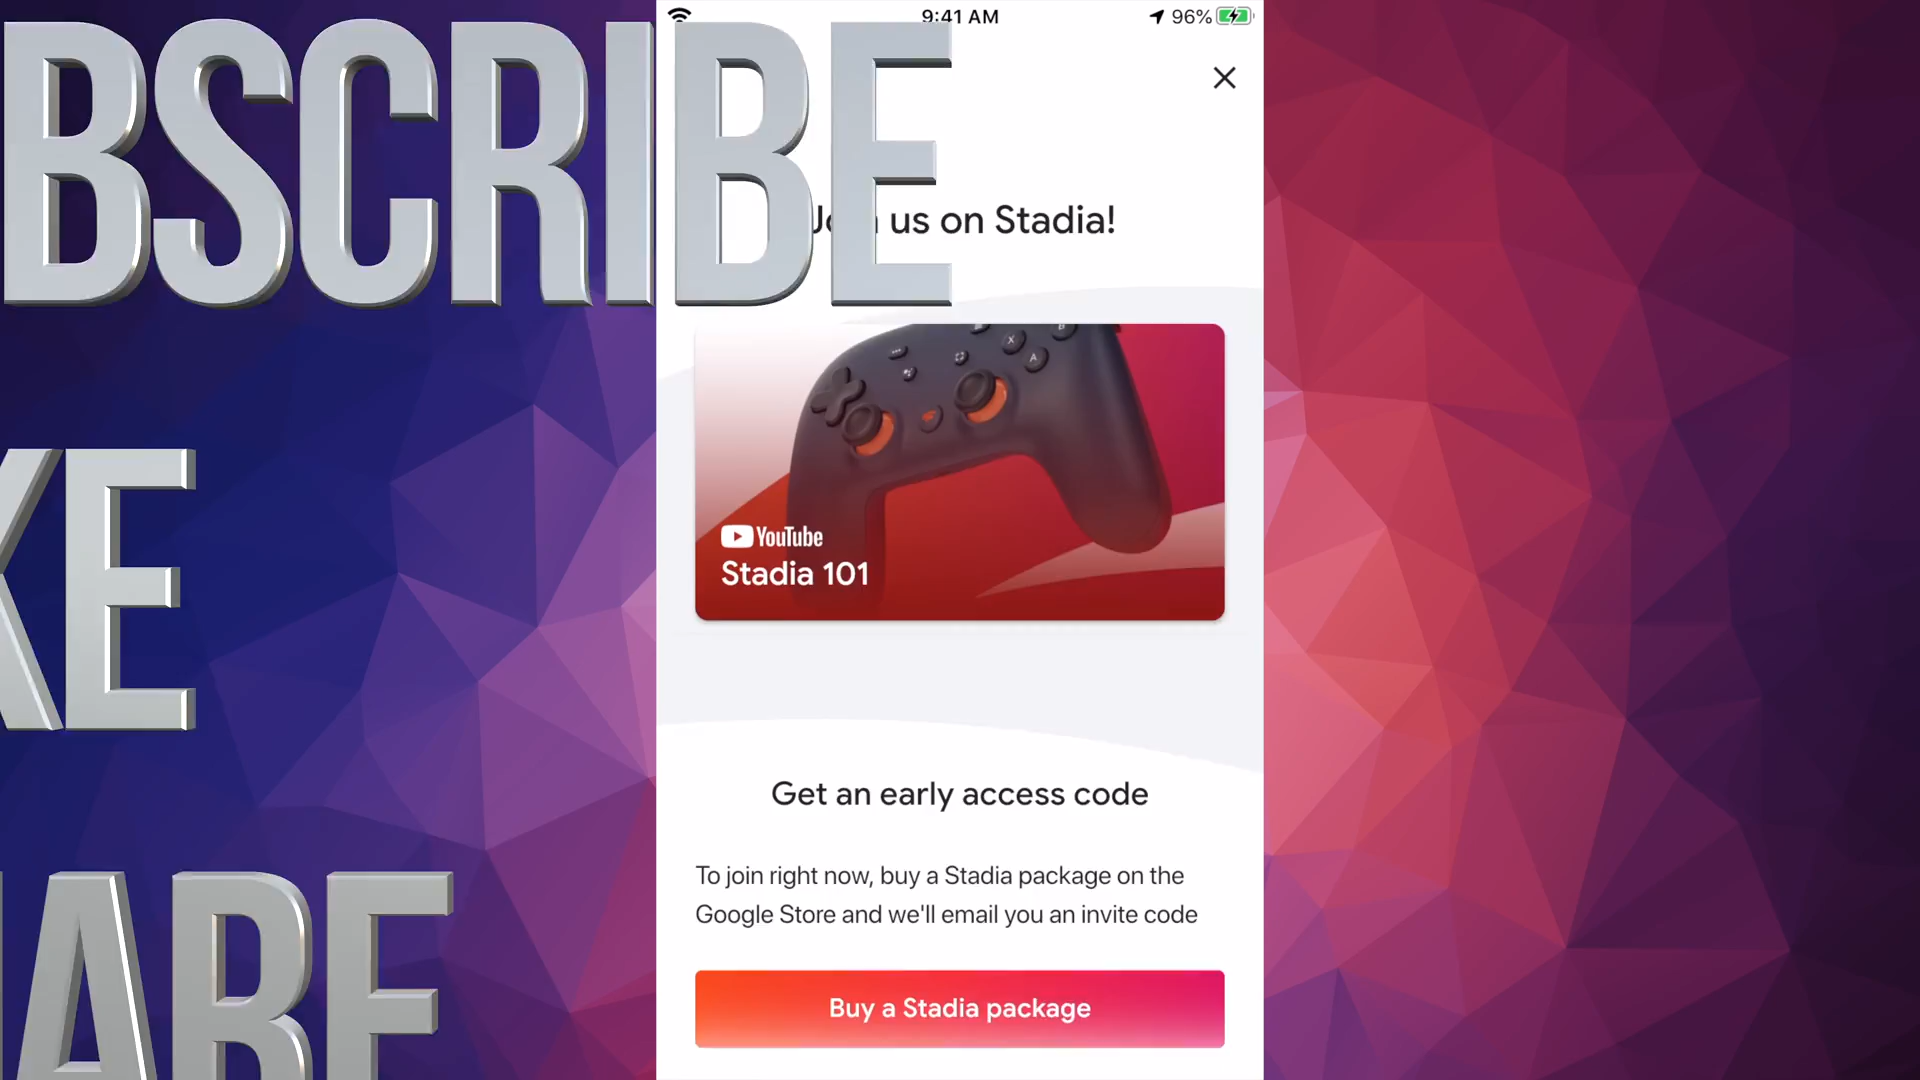 9:41 AM
96%
BSCRIBE
us on Stadia!
X
A
YouTube
Stadia 101
KE
Get an early access code
To join right now, buy a Stadia package on the
Google Store and we'll email you an invite code
ARE
Buy a Stadia package